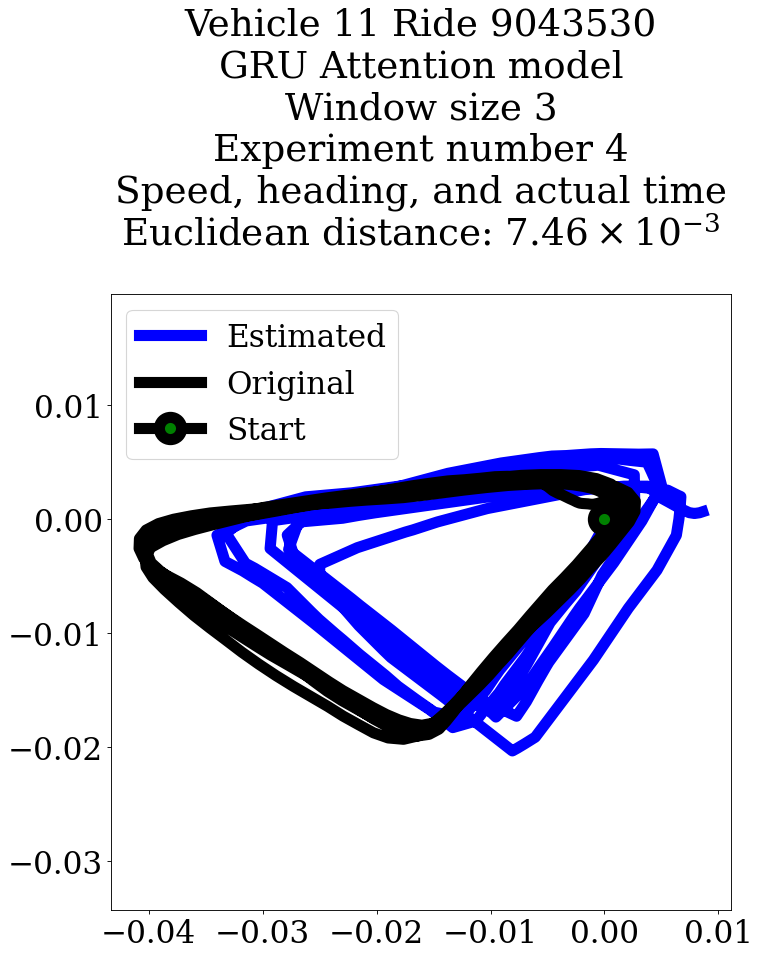 Vehicle 11 Ride 9043530
GRU Attention model
Window size 3
Experiment number 4
Speed, heading, and actual time
Euclidean distance: 7.46 × 10⁻³
Estimated
Original
Start
0.01
0.00
−0.01
−0.02
−0.03
−0.04 −0.03 −0.02 −0.01 0.00 0.01